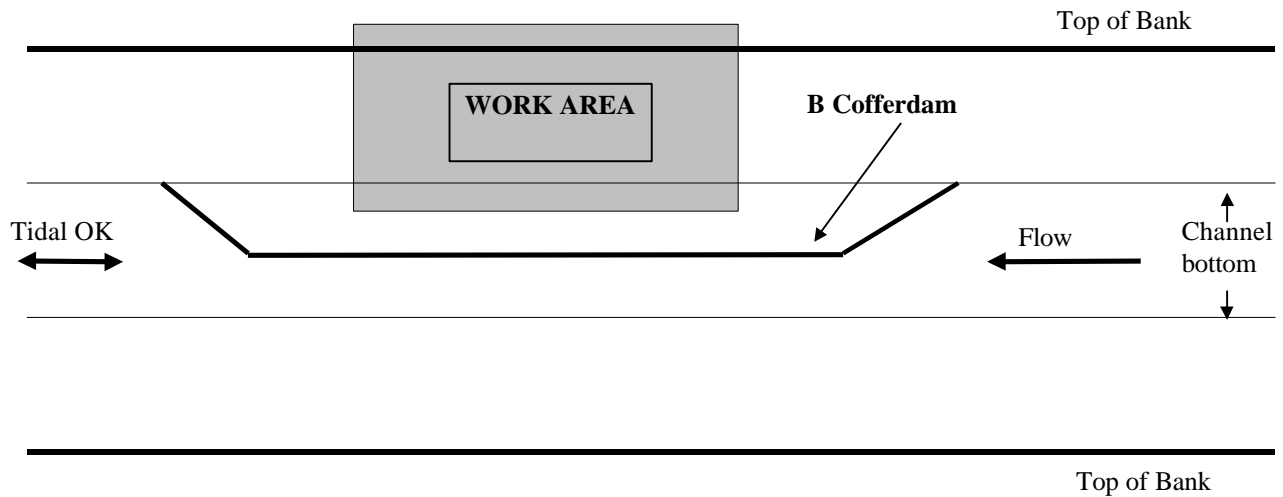 Top of Bank
WORK AREA
B Cofferdam
Tidal OK
Flow
Channel
bottom
Top of Bank